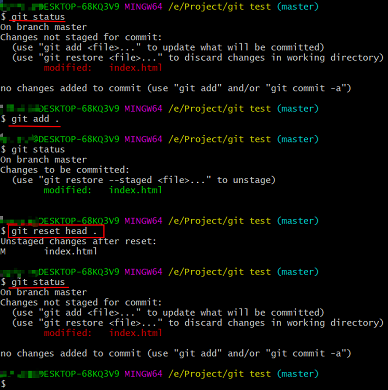 DESKTOP-68KQ3V9 MINGW64 /e/Project/git test (master)
$ git status
On branch master
Changes not staged for commit:
(use "git add <file>..." to update what will be committed)
(use "git restore <file>..." to discard changes in working directory)
modified: index.html
no changes added to commit (use "git add" and/or "git commit -a")
DESKTOP-68KQ3V9 MINGW64 /e/Project/git test (master)
$ git add .
DESKTOP-68KQ3V9 MINGW64 /e/Project/git test (master)
$ git status
On branch master
Changes to be committed:
(use "git restore --staged <file>..." to unstage)
modified: index.html
DESKTOP-68KQ3V9 MINGW64 /e/Project/git test (master)
$ git reset head .
Unstaged changes after reset:
M index.html
DESKTOP-68KQ3V9 MINGW64 /e/Project/git test (master)
$ git status
On branch master
Changes not staged for commit:
(use "git add <file>..." to update what will be committed)
(use "git restore <file>..." to discard changes in working directory)
modified: index.html
no changes added to commit (use "git add" and/or "git commit -a")
DESKTOP-68KQ3V9 MINGW64 /e/Project/git test (master)
$